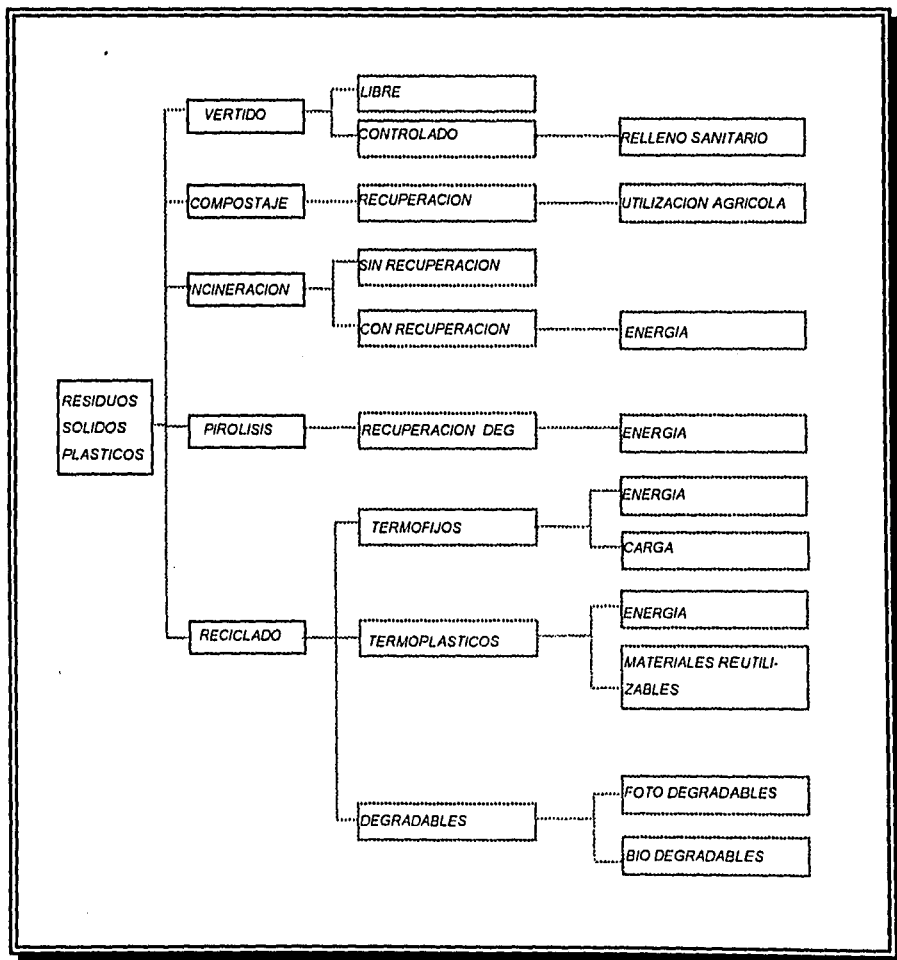 RESIDUOS
SOLIDOS
PLASTICOS
VERTIDO
LIBRE
CONTROLADO
RELLENO SANITARIO
COMPOSTAJE
RECUPERACION
UTILIZACION AGRICOLA
INCINERACION
SIN RECUPERACION
CON RECUPERACION
ENERGIA
PIROLISIS
RECUPERACION DEG
ENERGIA
RECICLADO
TERMOFIJOS
ENERGIA
CARGA
TERMOPLASTICOS
ENERGIA
MATERIALES REUTILI-
ZABLES
DEGRADABLES
FOTO DEGRADABLES
BIO DEGRADABLES